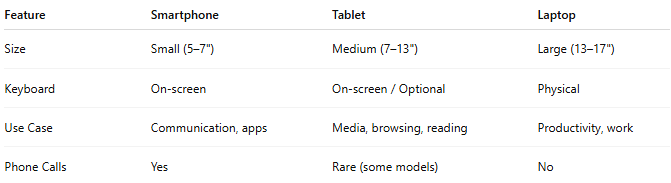 Feature Smartphone Tablet Laptop
Size Small (5–7") Medium (7–13") Large (13–17")
Keyboard On-screen On-screen / Optional Physical
Use Case Communication, apps Media, browsing, reading Productivity, work
Phone Calls Yes Rare (some models) No